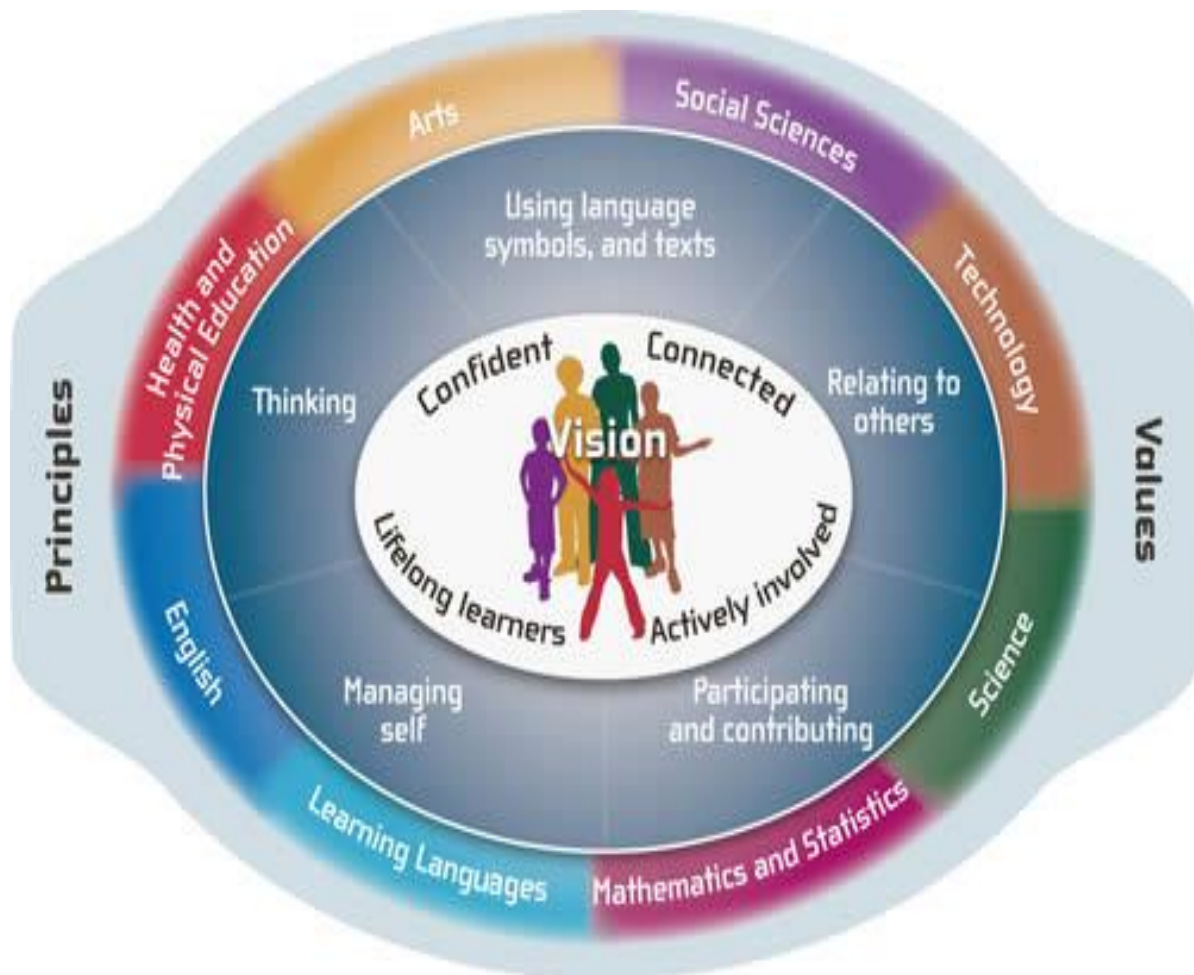 Arts
Social Sciences
Health and
Physical Education
Technology
Using language
symbols, and texts
Thinking
Relating to
others
Confident
Connected
Vision
Lifelong learners
Actively involved
Principles
Values
English
Science
Managing
self
Participating
and contributing
Learning Languages
Mathematics and Statistics